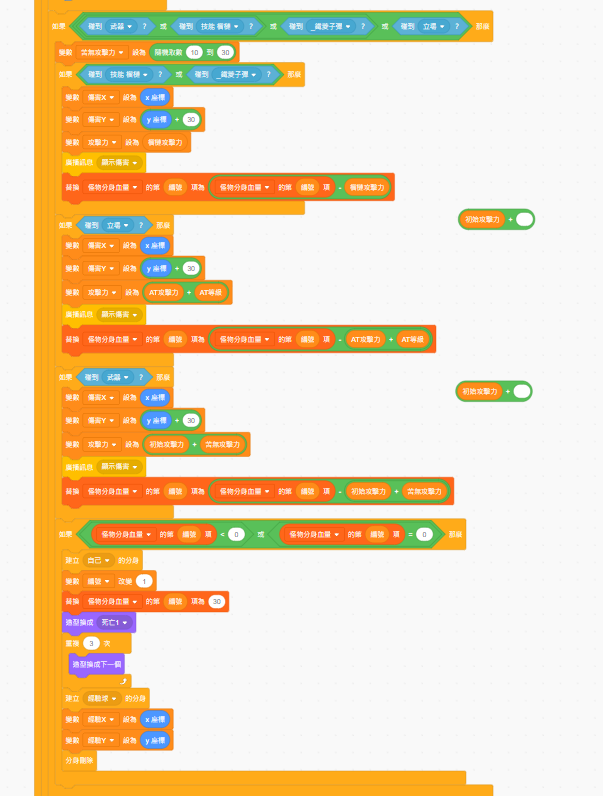 如果 碰到 武器 ? 或 碰到 技能 橫劈 ? 或 碰到 _鐵菱子彈 ? 或 碰到 立場 ? 那麼
變數 苦無攻擊力 設為 隨機取數 10 到 30
如果 碰到 技能 橫劈 ? 或 碰到 _鐵菱子彈 ? 那麼
變數 傷害X 設為 x 座標
變數 傷害Y 設為 y 座標 + 30
變數 攻擊力 設為 橫劈攻擊力
廣播訊息 顯示傷害
替換 怪物分身血量 的第 編號 項為 怪物分身血量 的第 編號 項 - 橫劈攻擊力
初始攻擊力 +
如果 碰到 立場 ? 那麼
變數 傷害X 設為 x 座標
變數 傷害Y 設為 y 座標 + 30
變數 攻擊力 設為 AT攻擊力 + AT等級
廣播訊息 顯示傷害
替換 怪物分身血量 的第 編號 項為 怪物分身血量 的第 編號 項 - AT攻擊力 + AT等級
如果 碰到 武器 ? 那麼
初始攻擊力 +
變數 傷害X 設為 x 座標
變數 傷害Y 設為 y 座標 + 30
變數 攻擊力 設為 初始攻擊力 + 苦無攻擊力
廣播訊息 顯示傷害
替換 怪物分身血量 的第 編號 項為 怪物分身血量 的第 編號 項 - 初始攻擊力 + 苦無攻擊力
如果 怪物分身血量 的第 編號 項 < 0 或 怪物分身血量 的第 編號 項 = 0 那麼
建立 自己 的分身
變數 編號 改變 1
替換 怪物分身血量 的第 編號 項為 30
造型換成 死亡1
重複 3 次
造型換成下一個
建立 經驗球 的分身
變數 經驗X 設為 x 座標
變數 經驗Y 設為 y 座標
分身刪除